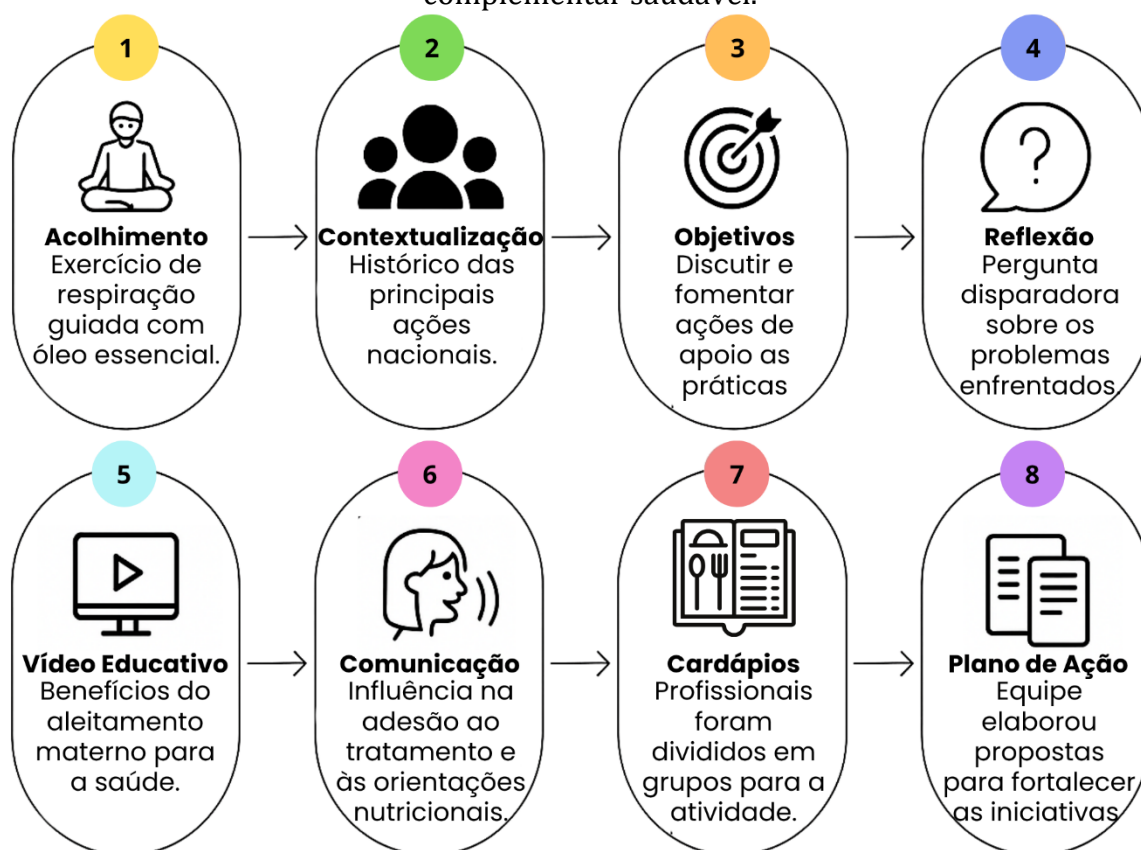 complementar saudável.
1
Acolhimento
Exercício de
respiração
guiada com
óleo essencial.
2
Contextualização
Histórico das
principais
ações
nacionais.
3
Objetivos
Discutir e
fomentar
ações de
apoio as
práticas
4
?
Reflexão
Pergunta
disparadora
sobre os
problemas
enfrentados.
5
Vídeo Educativo
Benefícios do
aleitamento
materno para
a saúde.
6
Comunicação
Influência na
adesão ao
tratamento e
às orientações
nutricionais.
7
Cardápios
Profissionais
foram
divididos em
grupos para a
atividade.
8
Plano de Ação
Equipe
elaborou
propostas
para fortalecer
as iniciativas